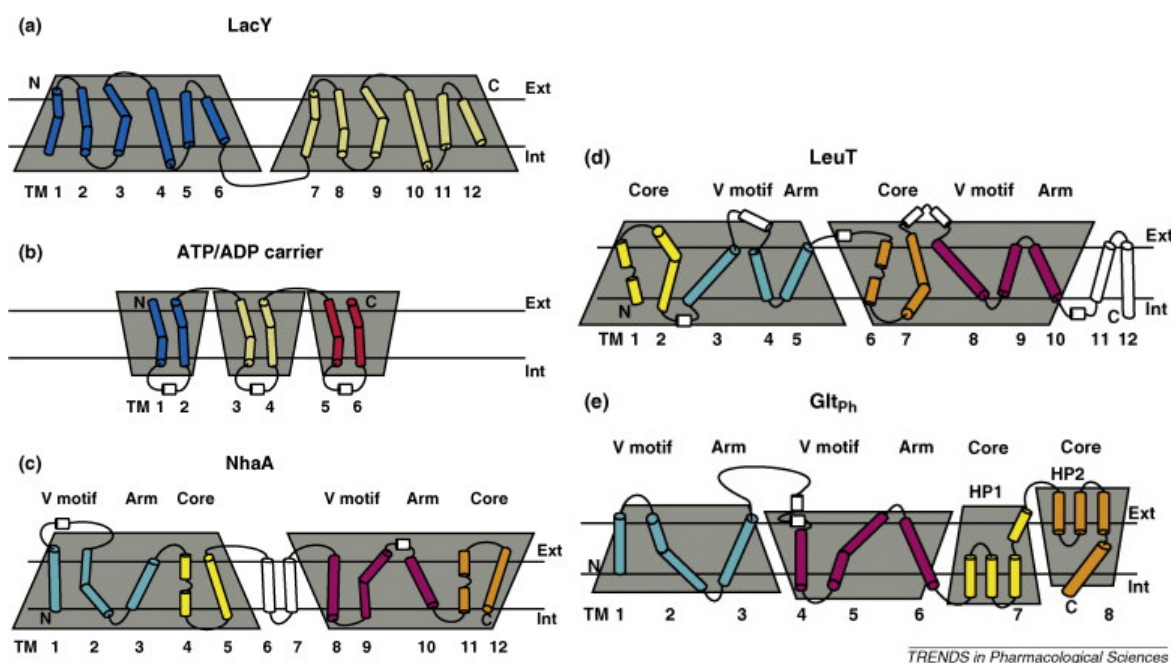 (a)
LacY
N
C
Ext
Int
TM 1 2 3 4 5 6 7 8 9 10 11 12
(b)
ATP/ADP carrier
N
C
Ext
Int
TM 1 2 3 4 5 6
(c)
NhaA
V motif Arm Core V motif Arm Core
Ext
N
C
Int
TM 1 2 3 4 5 6 7 8 9 10 11 12
(d)
LeuT
Core V motif Arm Core V motif Arm
Ext
N
C
Int
TM 1 2 3 4 5 6 7 8 9 10 11 12
(e)
GltPh
V motif Arm V motif Arm Core Core
HP1 HP2
Ext
N
Int
C
TM 1 2 3 4 5 6 7 8
TRENDS in Pharmacological Sciences